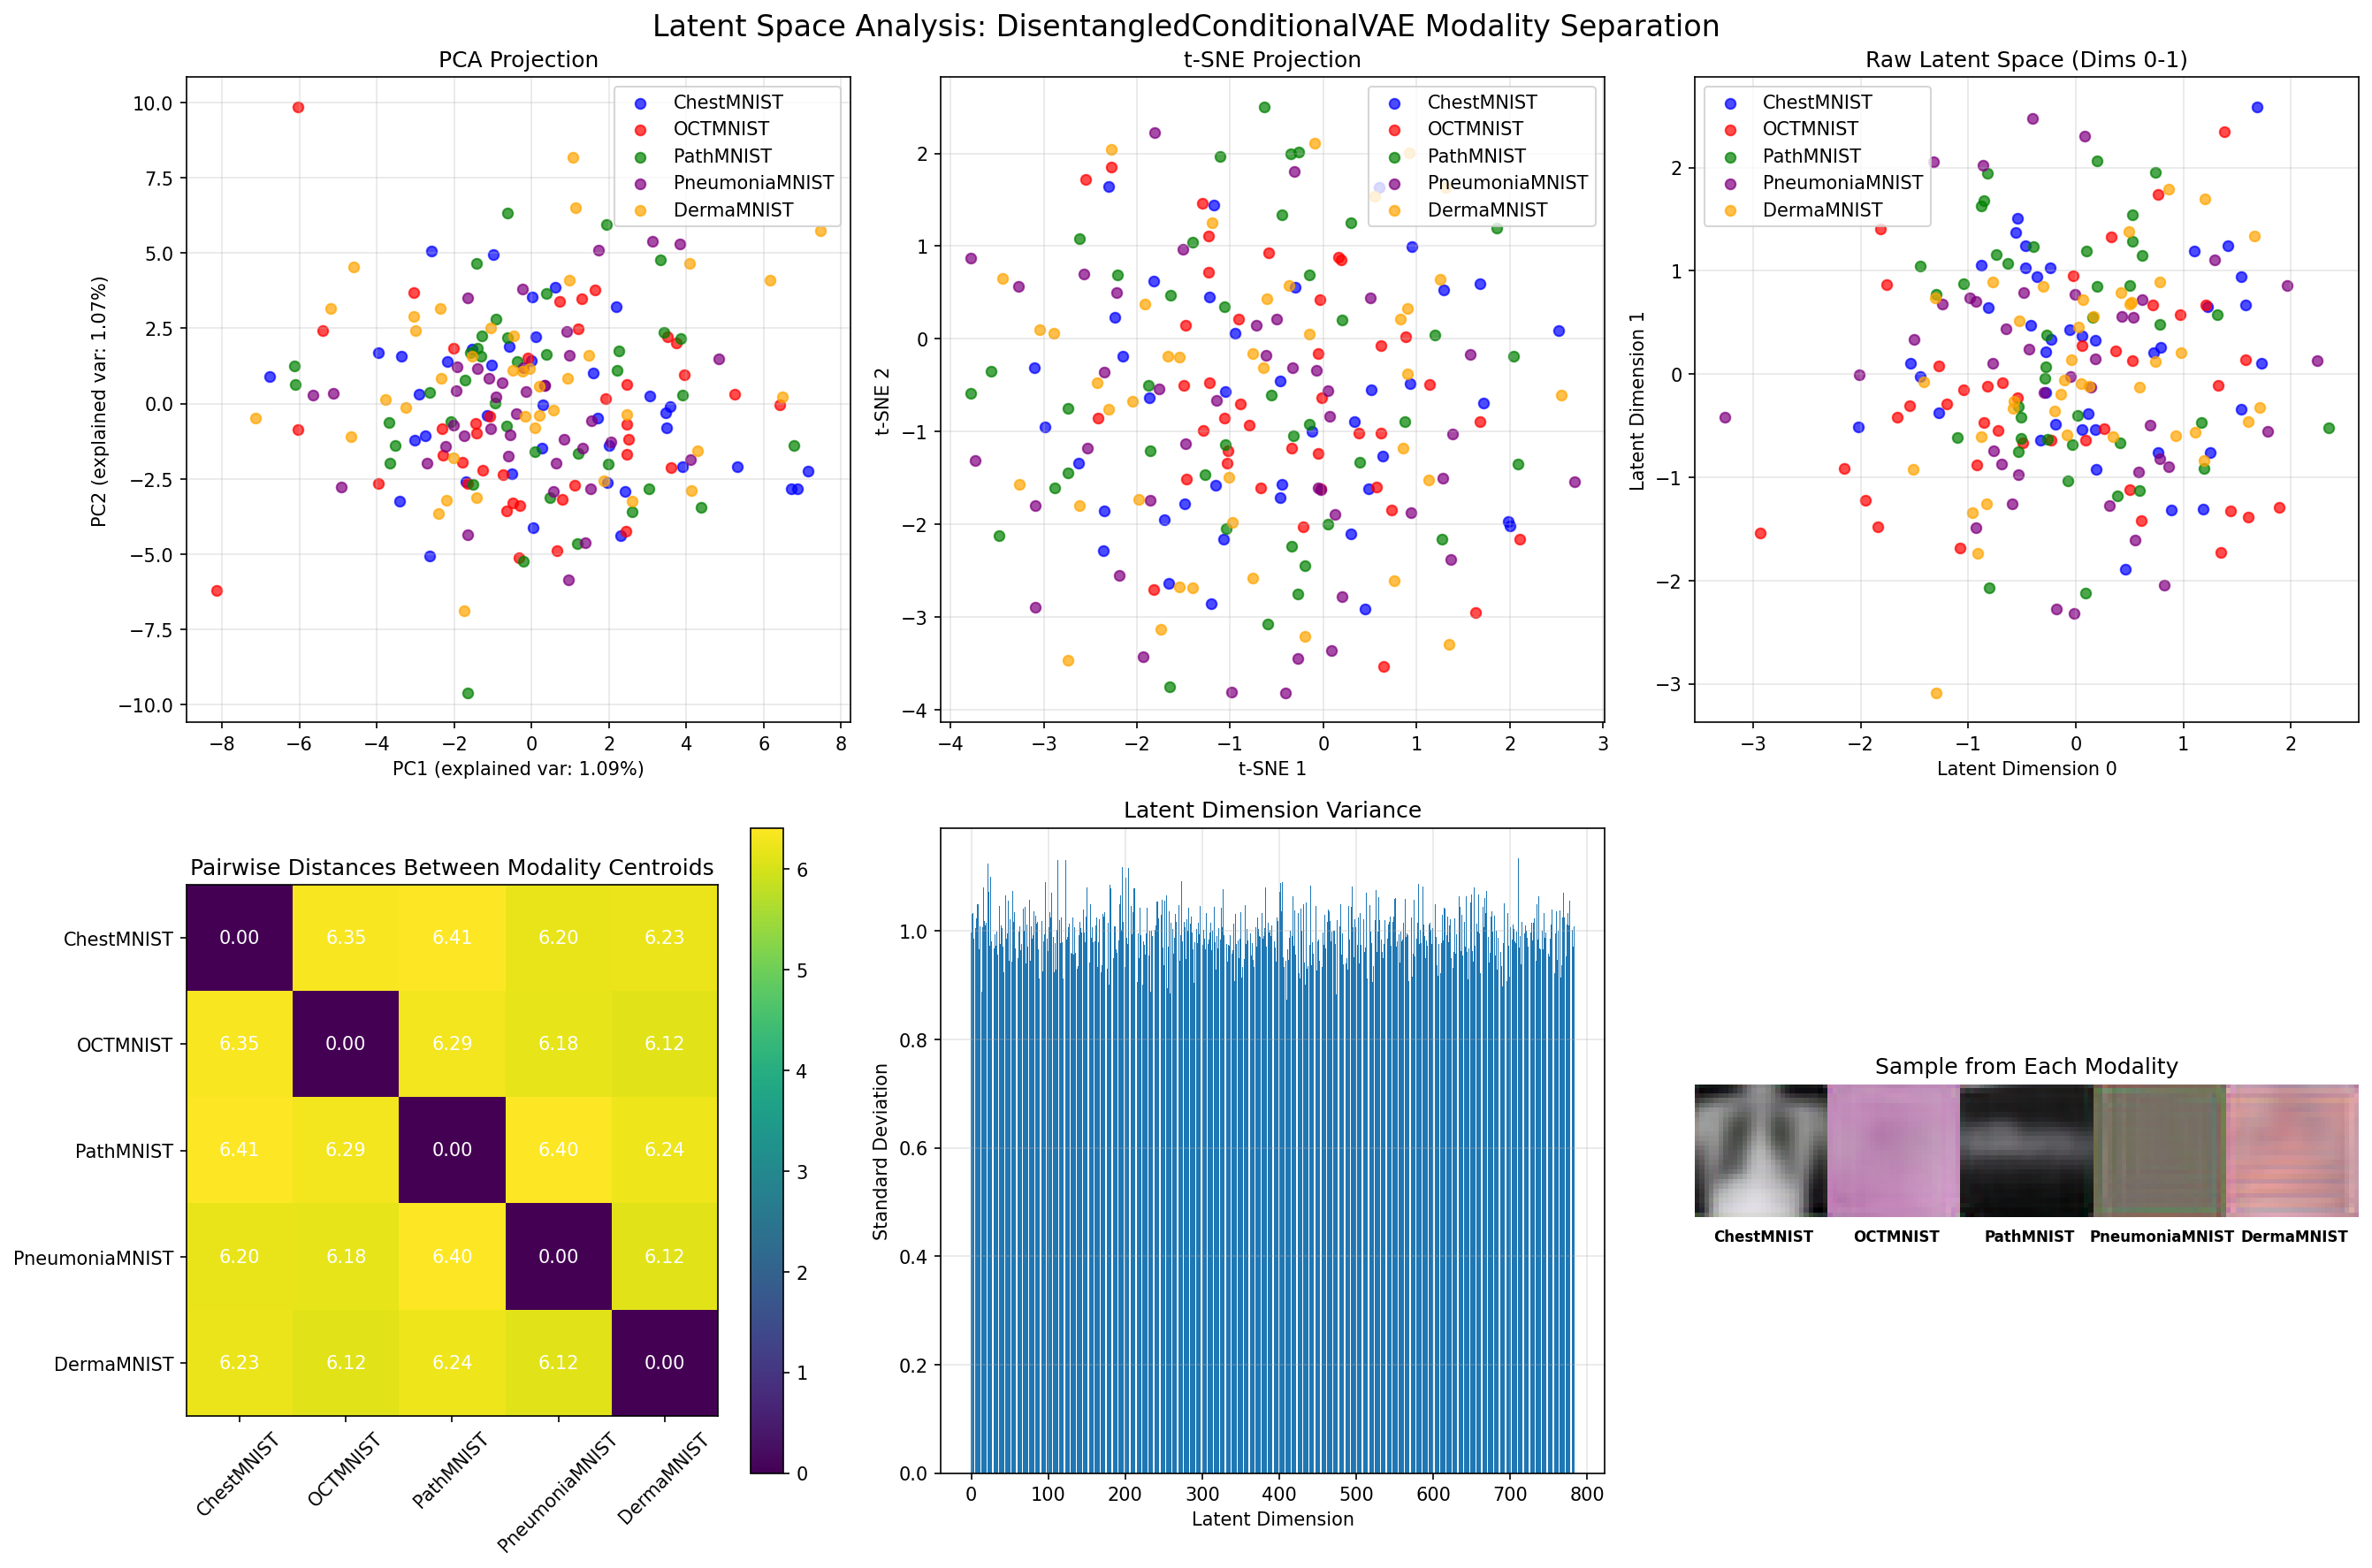 Latent Space Analysis: DisentangledConditionalVAE Modality Separation
PCA Projection
ChestMNIST
OCTMNIST
PathMNIST
PneumoniaMNIST
DermaMNIST
10.0
7.5
5.0
2.5
0.0
−2.5
−5.0
−7.5
−10.0
PC2 (explained var: 1.07%)
−8 −6 −4 −2 0 2 4 6 8
PC1 (explained var: 1.09%)
t-SNE Projection
ChestMNIST
OCTMNIST
PathMNIST
PneumoniaMNIST
DermaMNIST
2
1
0
−1
−2
−3
−4
t-SNE 2
−4 −3 −2 −1 0 1 2 3
t-SNE 1
Raw Latent Space (Dims 0-1)
ChestMNIST
OCTMNIST
PathMNIST
PneumoniaMNIST
DermaMNIST
2
1
0
−1
−2
−3
Latent Dimension 1
−3 −2 −1 0 1 2
Latent Dimension 0
Pairwise Distances Between Modality Centroids
ChestMNIST 0.00 6.35 6.41 6.20 6.23
OCTMNIST 6.35 0.00 6.29 6.18 6.12
PathMNIST 6.41 6.29 0.00 6.40 6.24
PneumoniaMNIST 6.20 6.18 6.40 0.00 6.12
DermaMNIST 6.23 6.12 6.24 6.12 0.00
ChestMNIST OCTMNIST PathMNIST PneumoniaMNIST DermaMNIST
6
5
4
3
2
1
0
Latent Dimension Variance
1.0
0.8
0.6
0.4
0.2
0.0
Standard Deviation
0 100 200 300 400 500 600 700 800
Latent Dimension
Sample from Each Modality
ChestMNIST OCTMNIST PathMNIST PneumoniaMNIST DermaMNIST